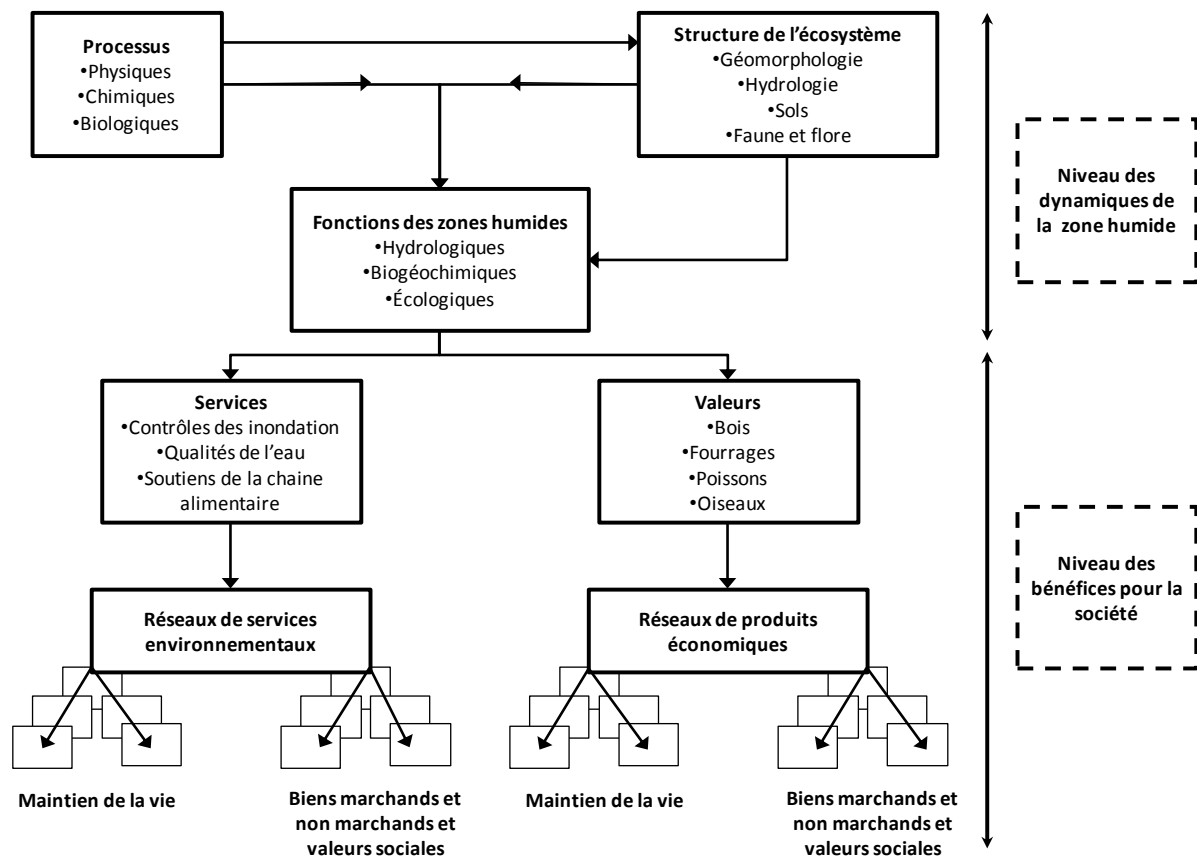 Processus
•Physiques
•Chimiques
•Biologiques
Structure de l'écosystème
•Géomorphologie
•Hydrologie
•Sols
•Faune et flore
Niveau des
dynamiques de
la zone humide
Fonctions des zones humides
•Hydrologiques
•Biogéochimiques
•Écologiques
Services
•Contrôles des inondation
•Qualités de l'eau
•Soutiens de la chaine
alimentaire
Valeurs
•Bois
•Fourrages
•Poissons
•Oiseaux
Niveau des
bénéfices pour la
société
Réseaux de services
environnementaux
Réseaux de produits
économiques
Maintien de la vie
Biens marchands et
non marchands et
valeurs sociales
Maintien de la vie
Biens marchands et
non marchands et
valeurs sociales